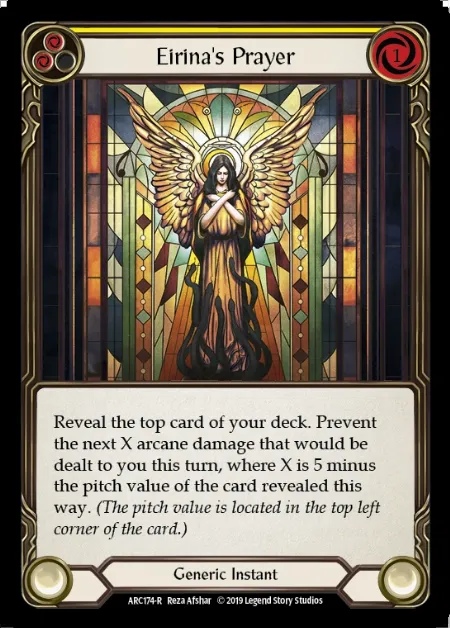 Eirina's Prayer
1
Reveal the top card of your deck. Prevent
the next X arcane damage that would be
dealt to you this turn, where X is 5 minus
the pitch value of the card revealed this
way. (The pitch value is located in the top left
corner of the card.)
Generic Instant
ARC174-R Reza Afshar © 2019 Legend Story Studios